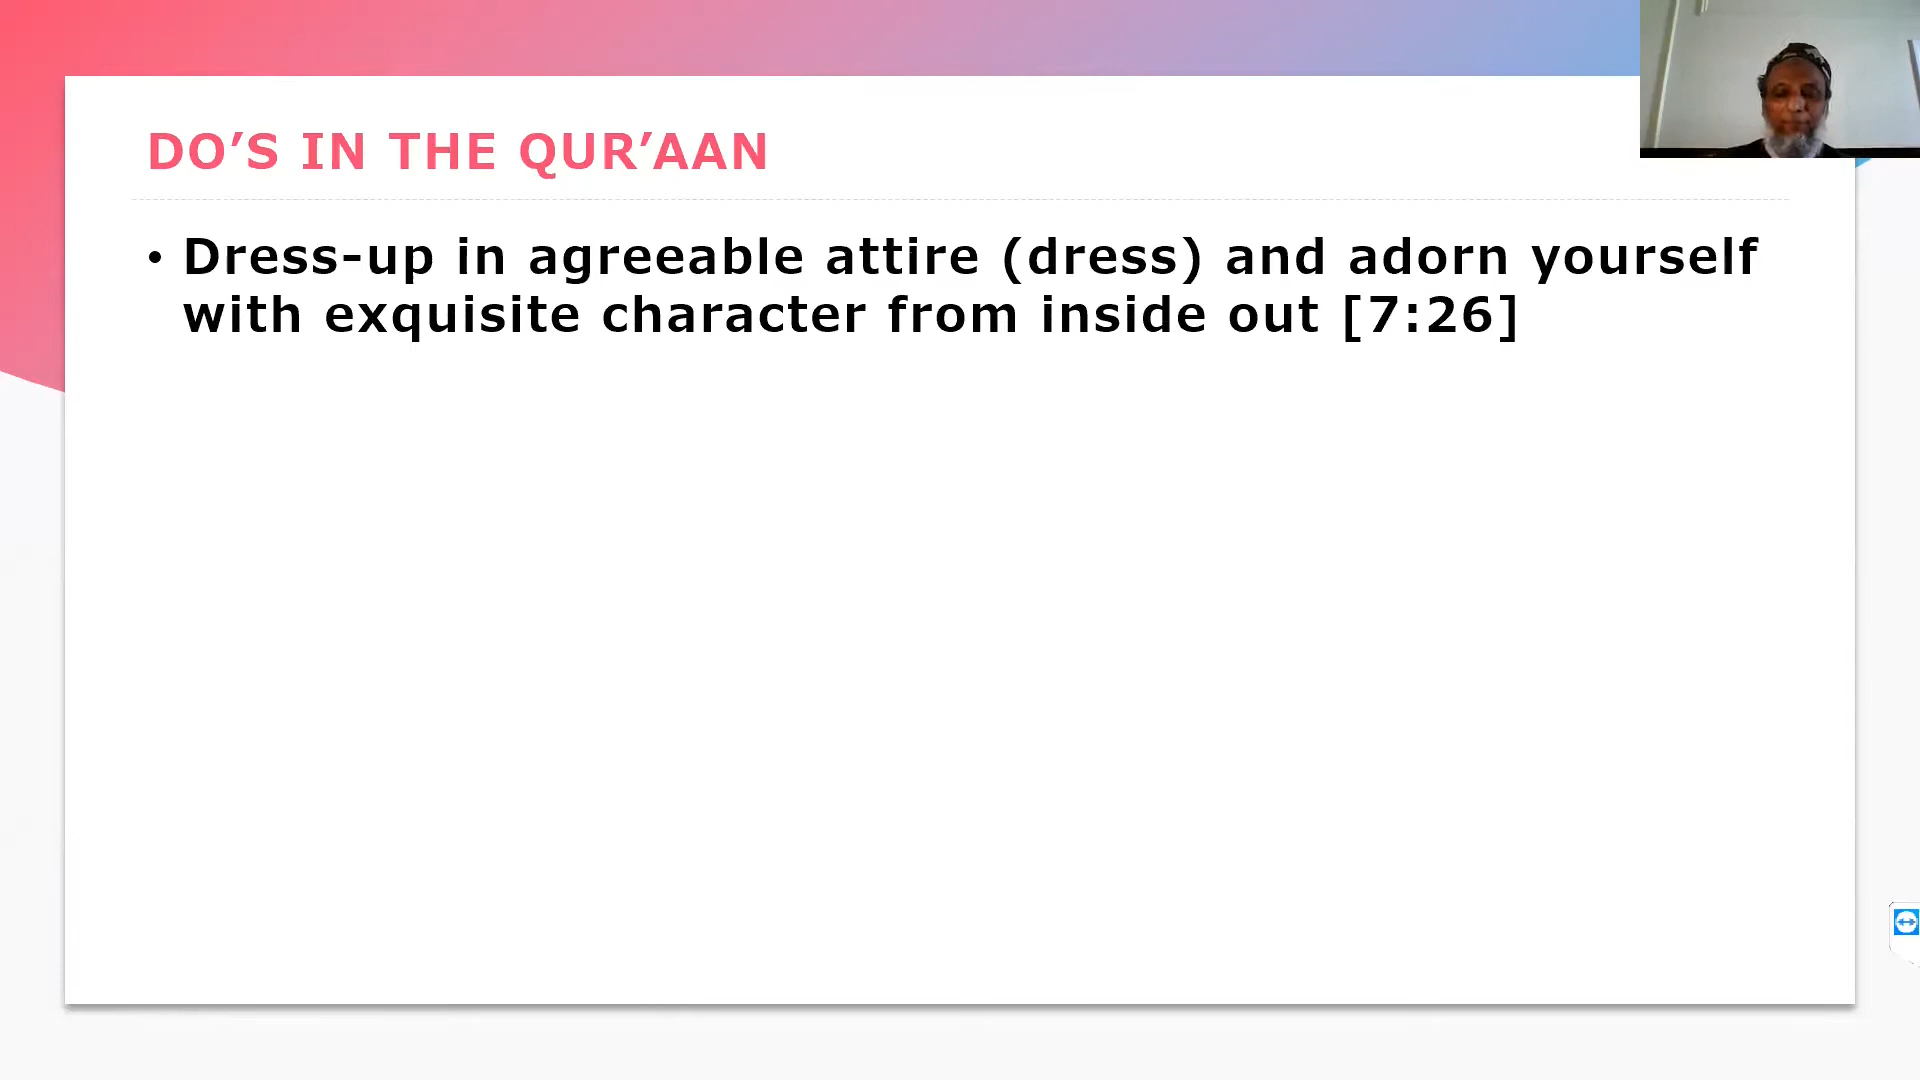 DO’S IN THE QUR’AAN
• Dress-up in agreeable attire (dress) and adorn yourself
with exquisite character from inside out [7:26]